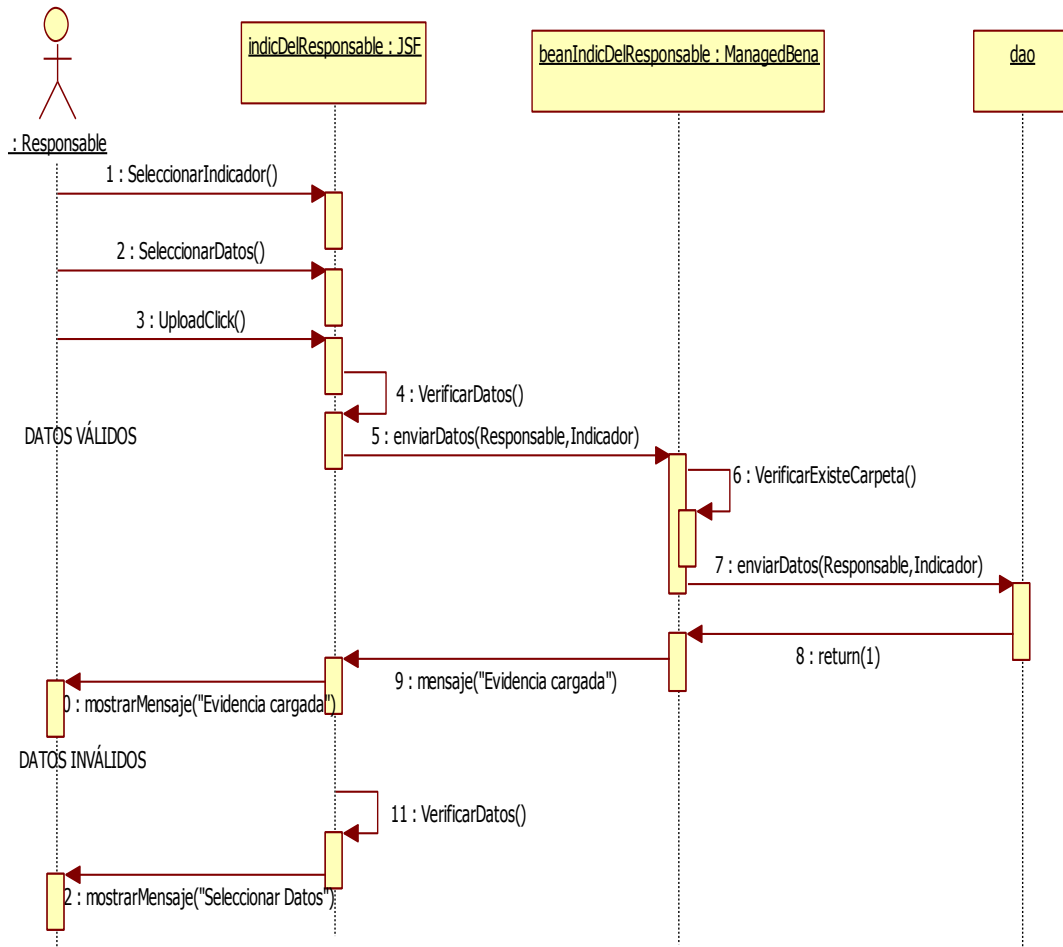 indicDelResponsable : JSF
beanIndicDelResponsable : ManagedBena
dao
: Responsable
1 : SeleccionarIndicador()
2 : SeleccionarDatos()
3 : UploadClick()
4 : VerificarDatos()
DATOS VÁLIDOS
5 : enviarDatos(Responsable,Indicador)
6 : VerificarExisteCarpeta()
7 : enviarDatos(Responsable,Indicador)
8 : return(1)
9 : mensaje("Evidencia cargada")
0 : mostrarMensaje("Evidencia cargada")
DATOS INVÁLIDOS
11 : VerificarDatos()
2 : mostrarMensaje("Seleccionar Datos")